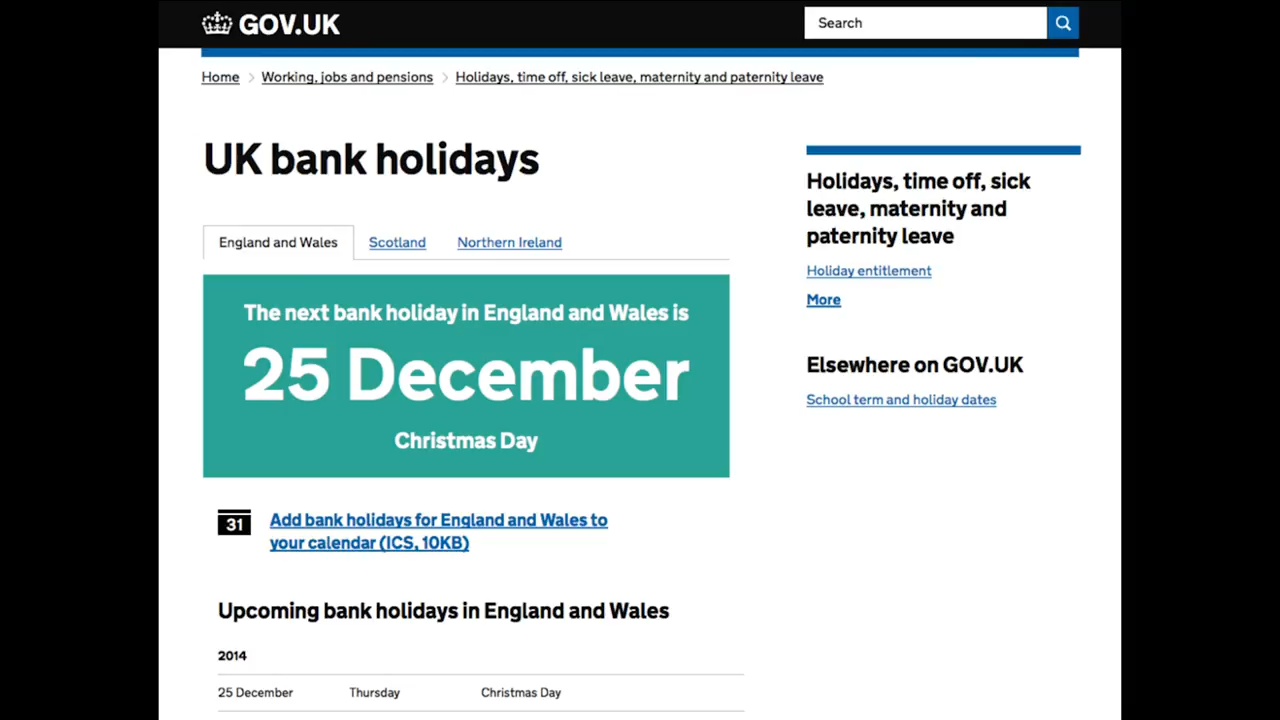 GOV.UK
Search
Home > Working, jobs and pensions > Holidays, time off, sick leave, maternity and paternity leave
UK bank holidays
England and Wales Scotland Northern Ireland
The next bank holiday in England and Wales is
25 December
Christmas Day
31
Add bank holidays for England and Wales to
your calendar (ICS, 10KB)
Upcoming bank holidays in England and Wales
2014
25 December Thursday Christmas Day
Holidays, time off, sick
leave, maternity and
paternity leave
Holiday entitlement
More
Elsewhere on GOV.UK
School term and holiday dates